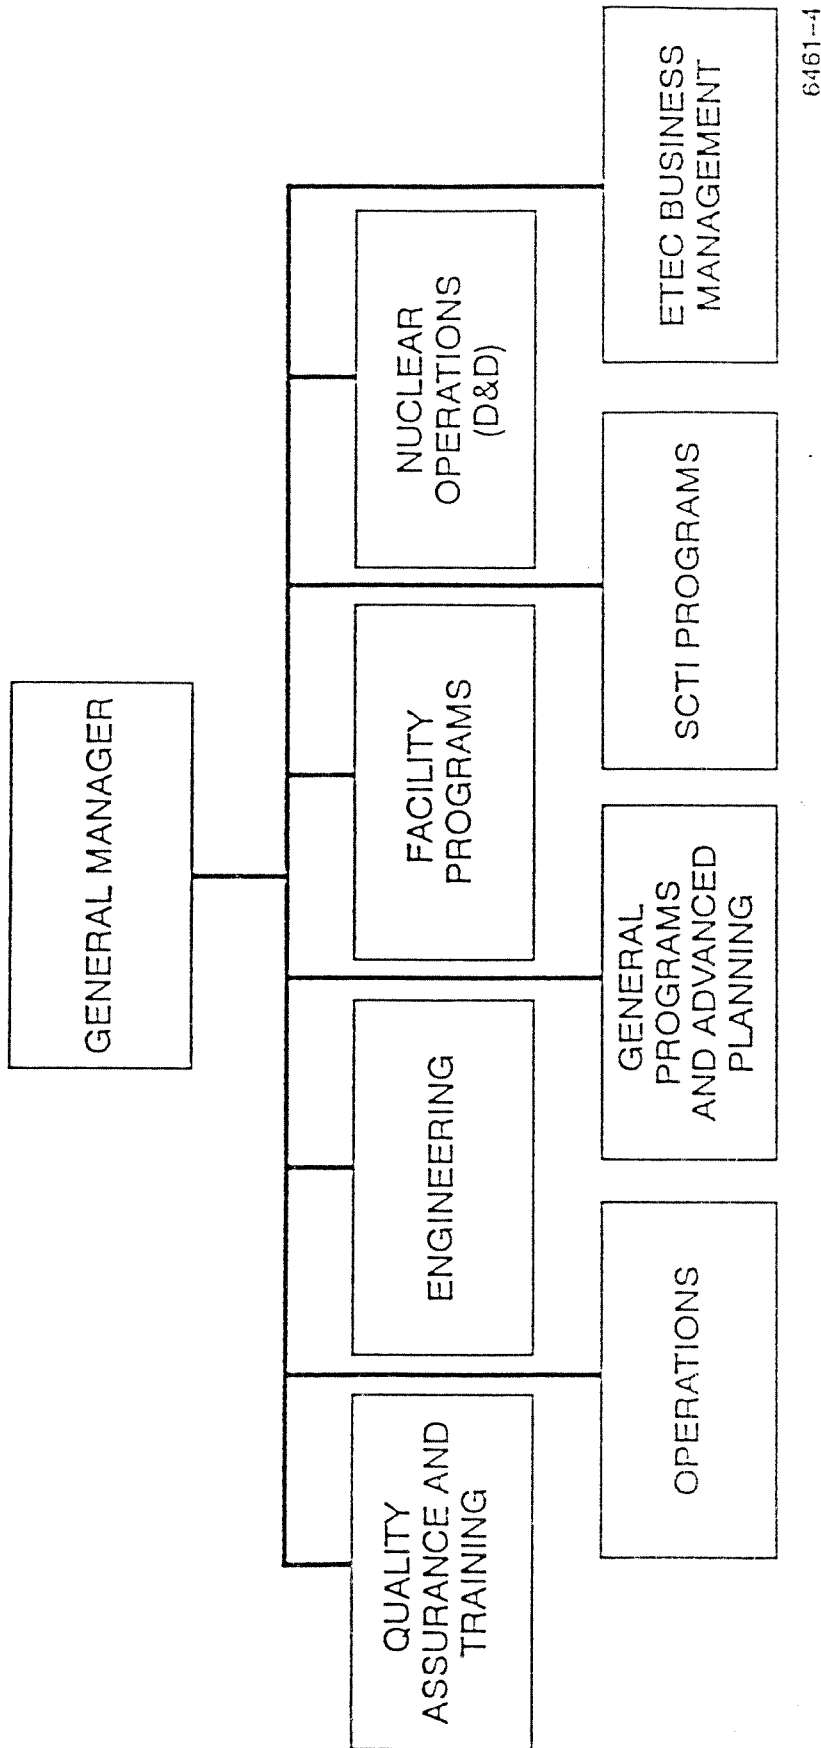 GENERAL MANAGER
QUALITY
ASSURANCE AND
TRAINING
ENGINEERING
FACILITY
PROGRAMS
NUCLEAR
OPERATIONS
(D&D)
OPERATIONS
GENERAL
PROGRAMS
AND ADVANCED
PLANNING
SCTI PROGRAMS
ETEC BUSINESS
MANAGEMENT
6461-4